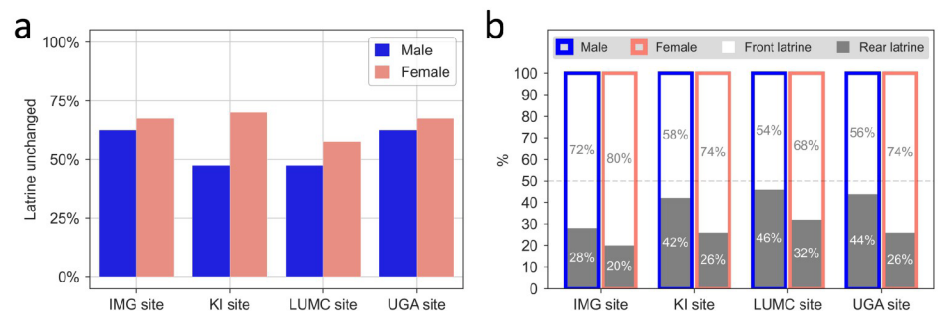 a
Latrine unchanged
100%
75%
50%
25%
0%
Male
Female
IMG site KI site LUMC site UGA site
b
Male Female Front latrine Rear latrine
%
100
90
80
70
60
50
40
30
20
10
0
72% 80% 58% 74% 54% 68% 56% 74%
28% 20% 42% 26% 46% 32% 44% 26%
IMG site KI site LUMC site UGA site